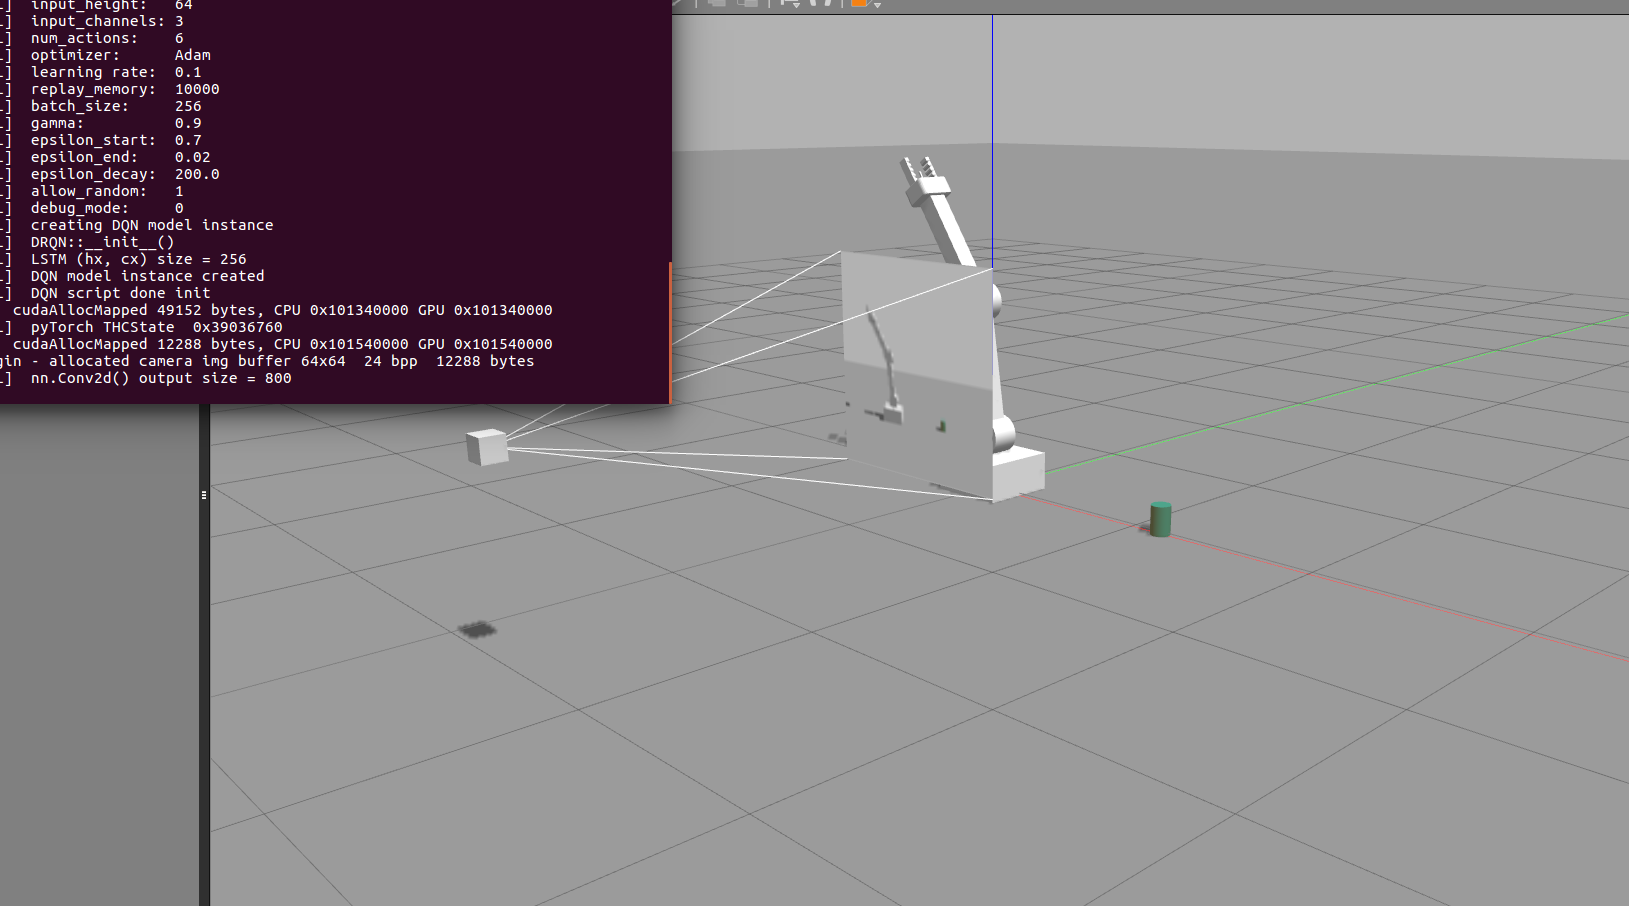 ] input_height: 64
] input_channels: 3
] num_actions: 6
] optimizer: Adam
] learning rate: 0.1
] replay_memory: 10000
] batch_size: 256
] gamma: 0.9
] epsilon_start: 0.7
] epsilon_end: 0.02
] epsilon_decay: 200.0
] allow_random: 1
] debug_mode: 0
] creating DQN model instance
] DRQN::__init__()
] LSTM (hx, cx) size = 256
] DQN model instance created
] DQN script done init
cudaAllocMapped 49152 bytes, CPU 0x101340000 GPU 0x101340000
] pyTorch THCState 0x39036760
cudaAllocMapped 12288 bytes, CPU 0x101540000 GPU 0x101540000
gin - allocated camera img buffer 64x64 24 bpp 12288 bytes
] nn.Conv2d() output size = 800